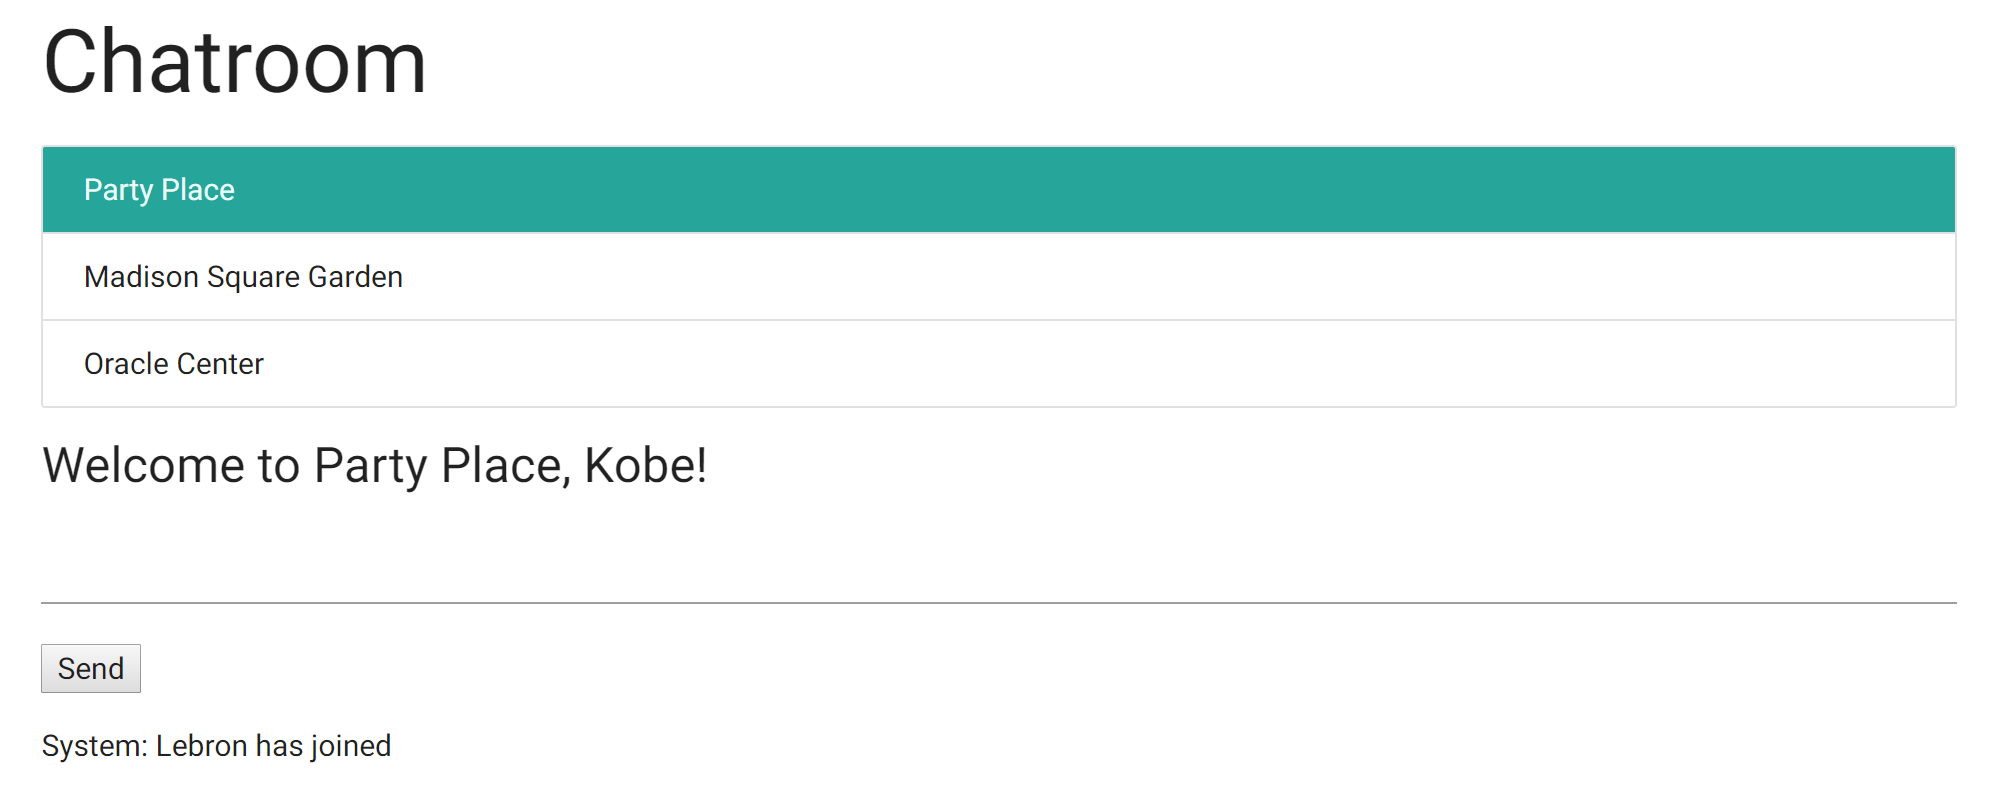 Chatroom
Party Place
Madison Square Garden
Oracle Center
Welcome to Party Place, Kobe!
Send
System: Lebron has joined